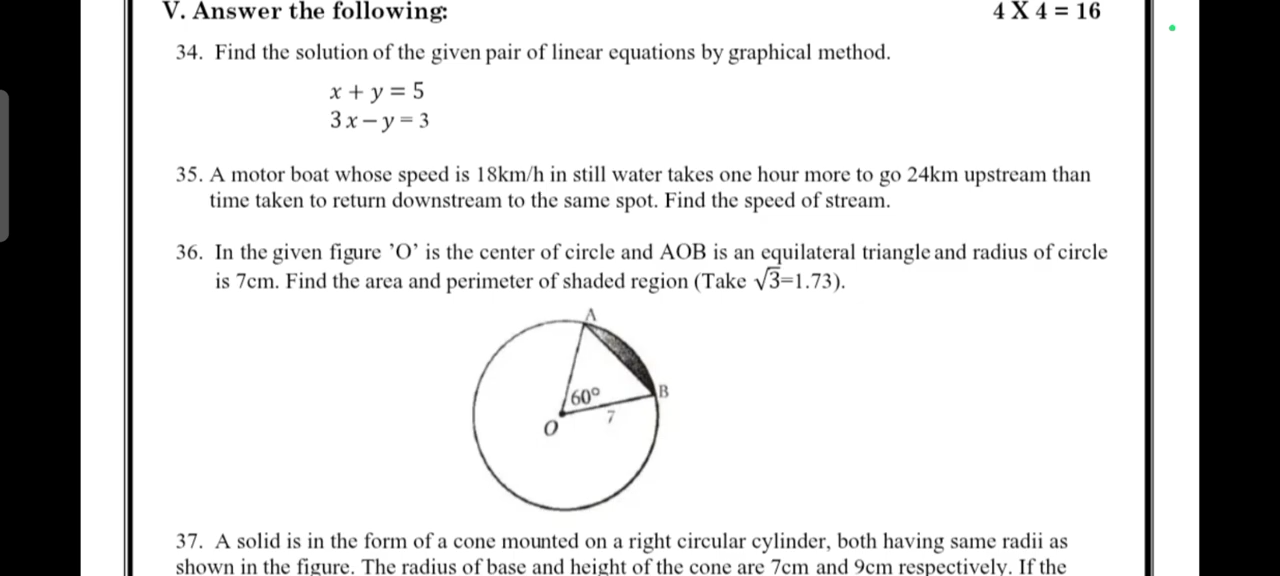 V. Answer the following: 4 X 4 = 16
34. Find the solution of the given pair of linear equations by graphical method.
x + y = 5
3 x – y = 3
35. A motor boat whose speed is 18km/h in still water takes one hour more to go 24km upstream than
time taken to return downstream to the same spot. Find the speed of stream.
36. In the given figure ’O’ is the center of circle and AOB is an equilateral triangle and radius of circle
is 7cm. Find the area and perimeter of shaded region (Take √3=1.73).
A
60°
B
7
O
37. A solid is in the form of a cone mounted on a right circular cylinder, both having same radii as
shown in the figure. The radius of base and height of the cone are 7cm and 9cm respectively. If the